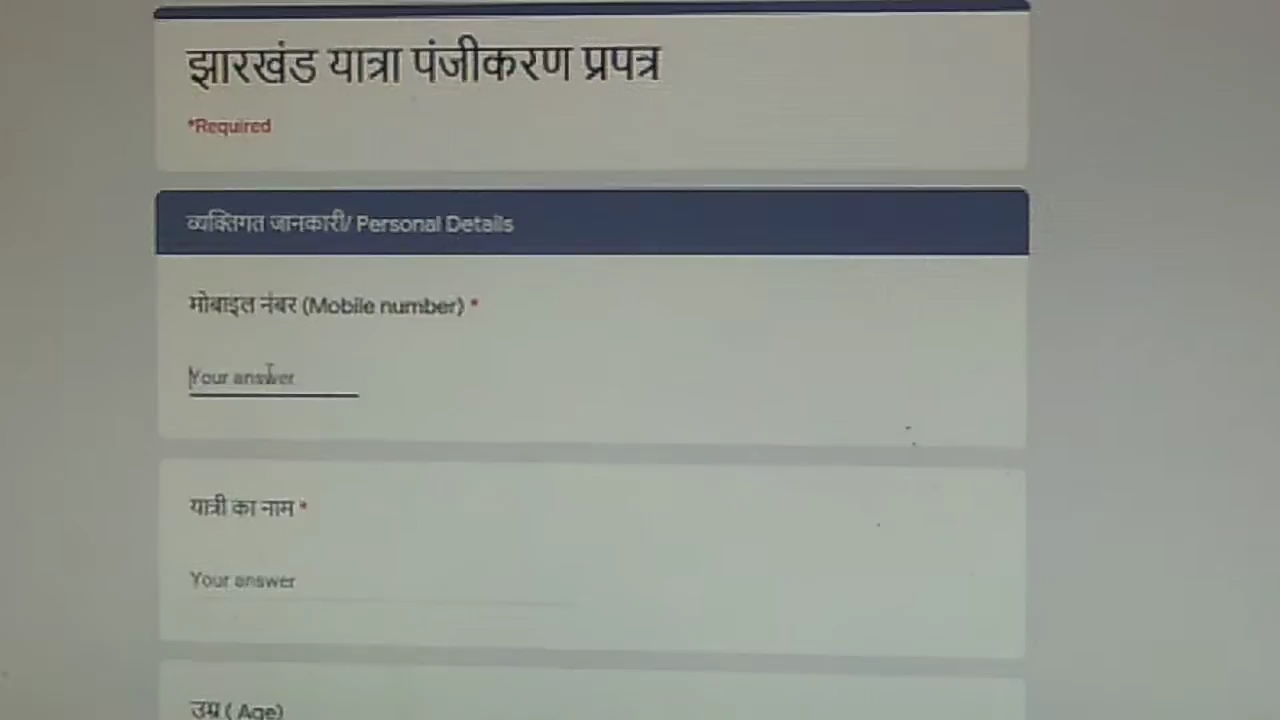 झारखंड यात्रा पंजीकरण प्रपत्र
*Required
व्यक्तिगत जानकारी/ Personal Details
मोबाइल नंबर (Mobile number) *
Your answer
यात्री का नाम *
Your answer
उम्र ( Age)